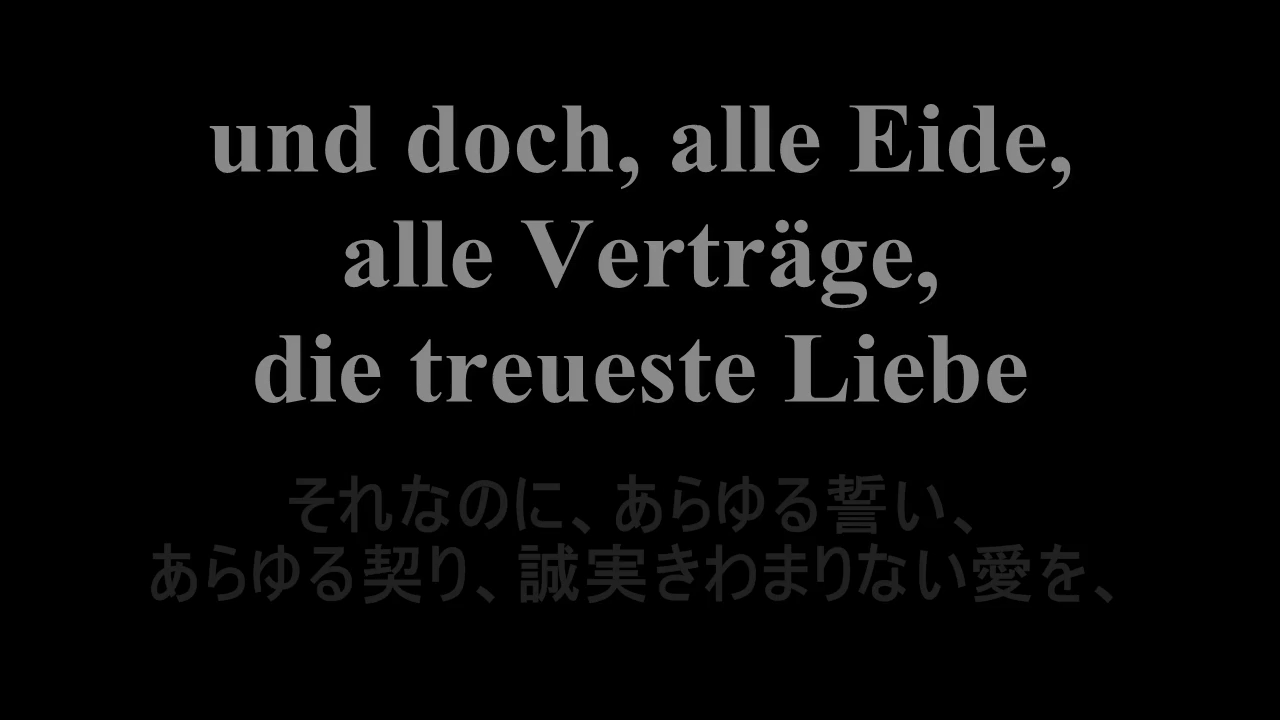 und doch, alle Eide,
alle Verträge,
die treueste Liebe
それなのに、あらゆる誓い、
あらゆる契り、誠実きわまりない愛を、